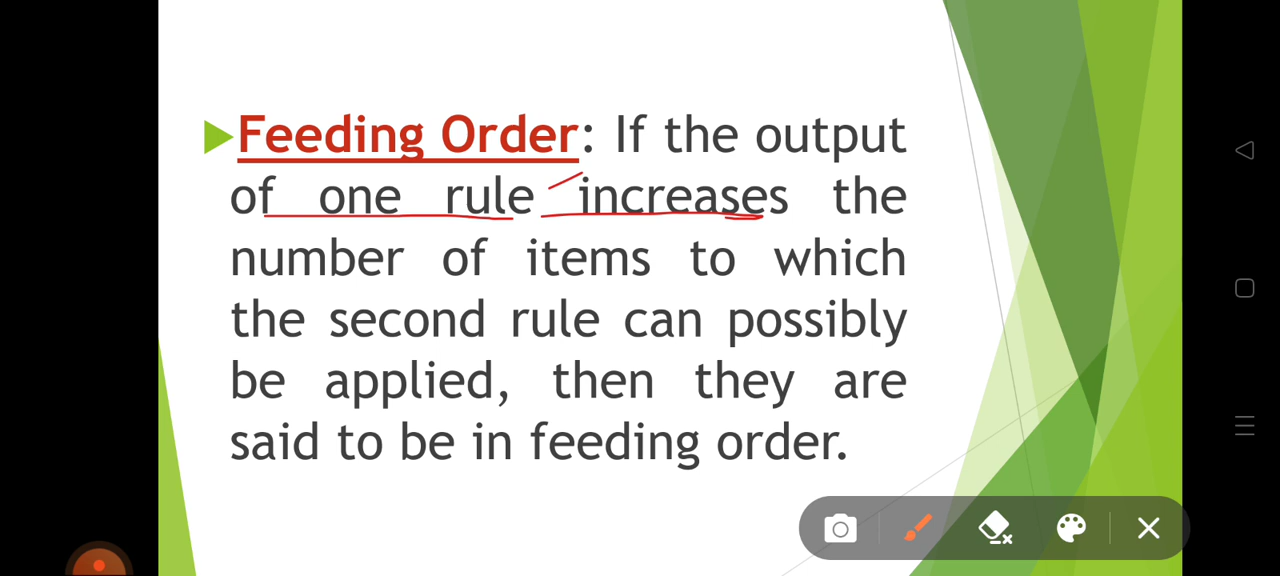 Feeding Order: If the output
of one rule increases the
number of items to which
the second rule can possibly
be applied, then they are
said to be in feeding order.